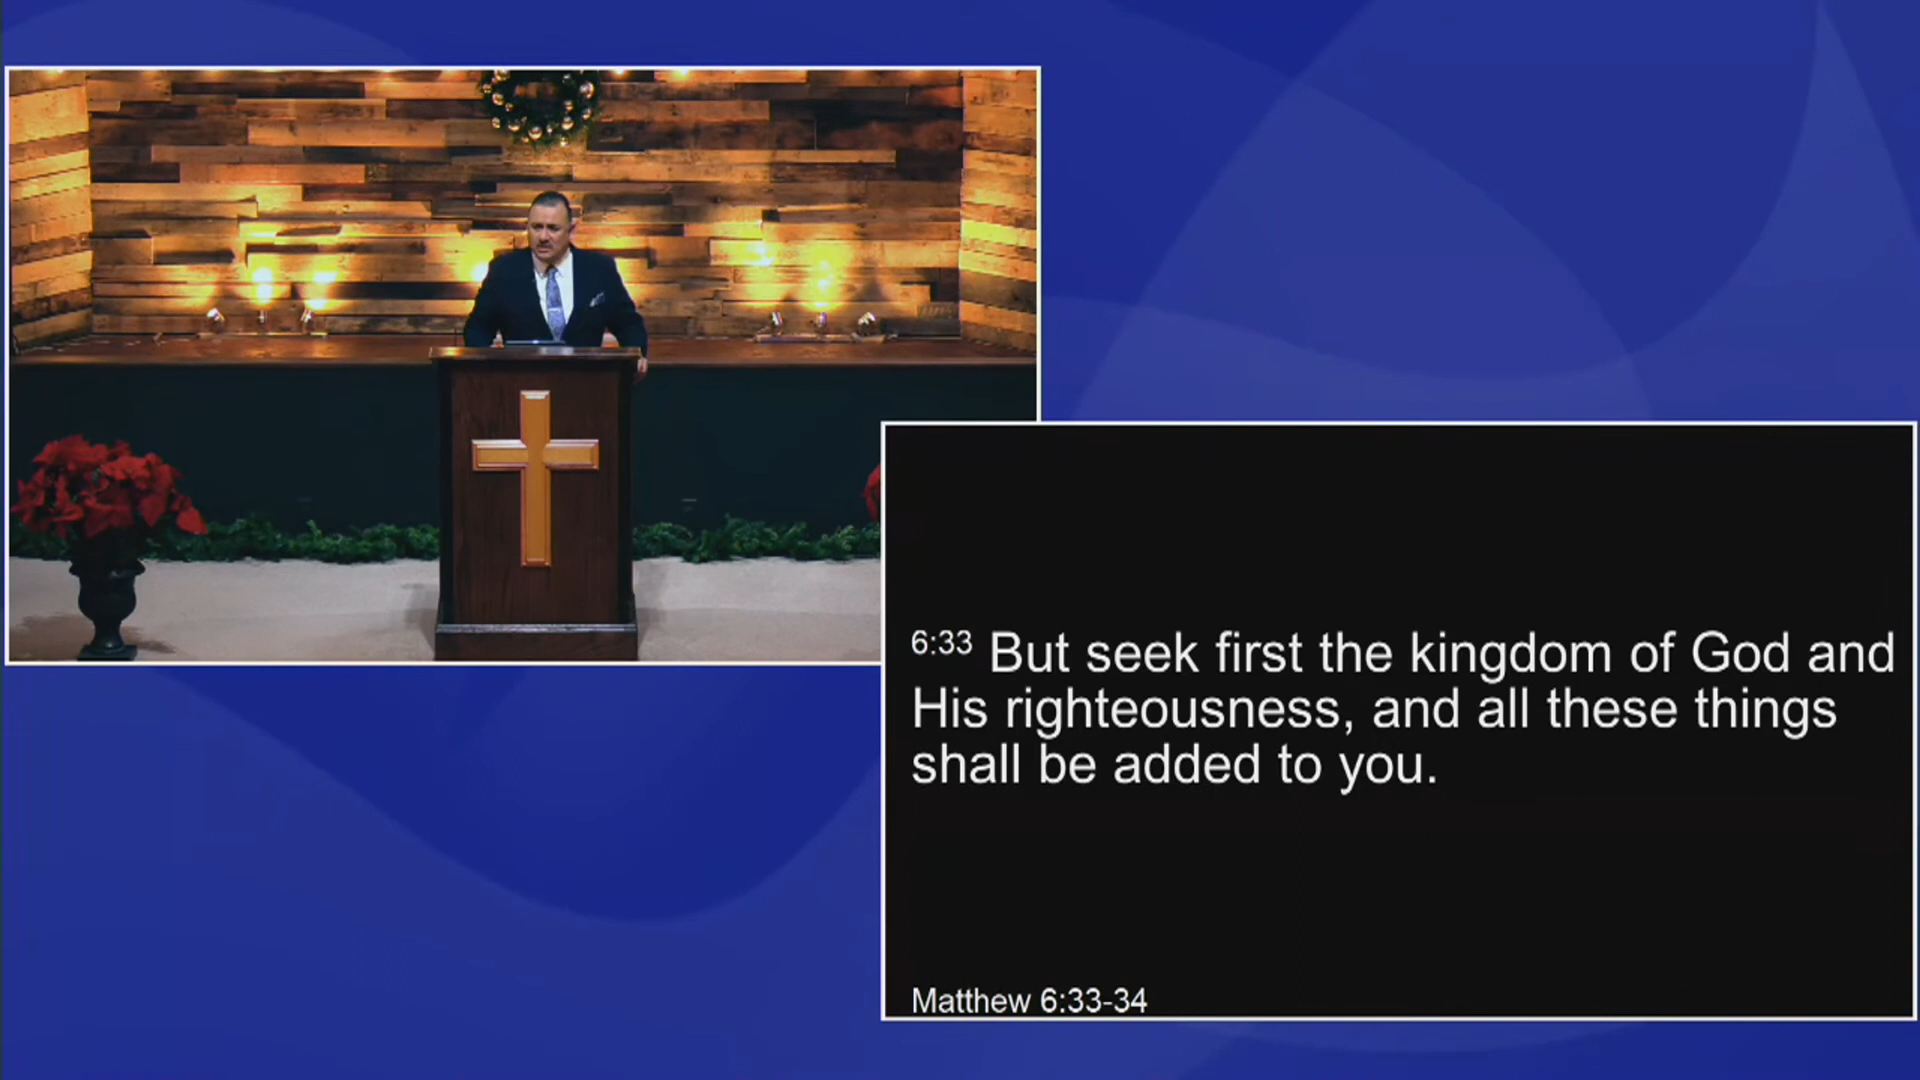 6:33 But seek first the kingdom of God and
His righteousness, and all these things
shall be added to you.
Matthew 6:33-34